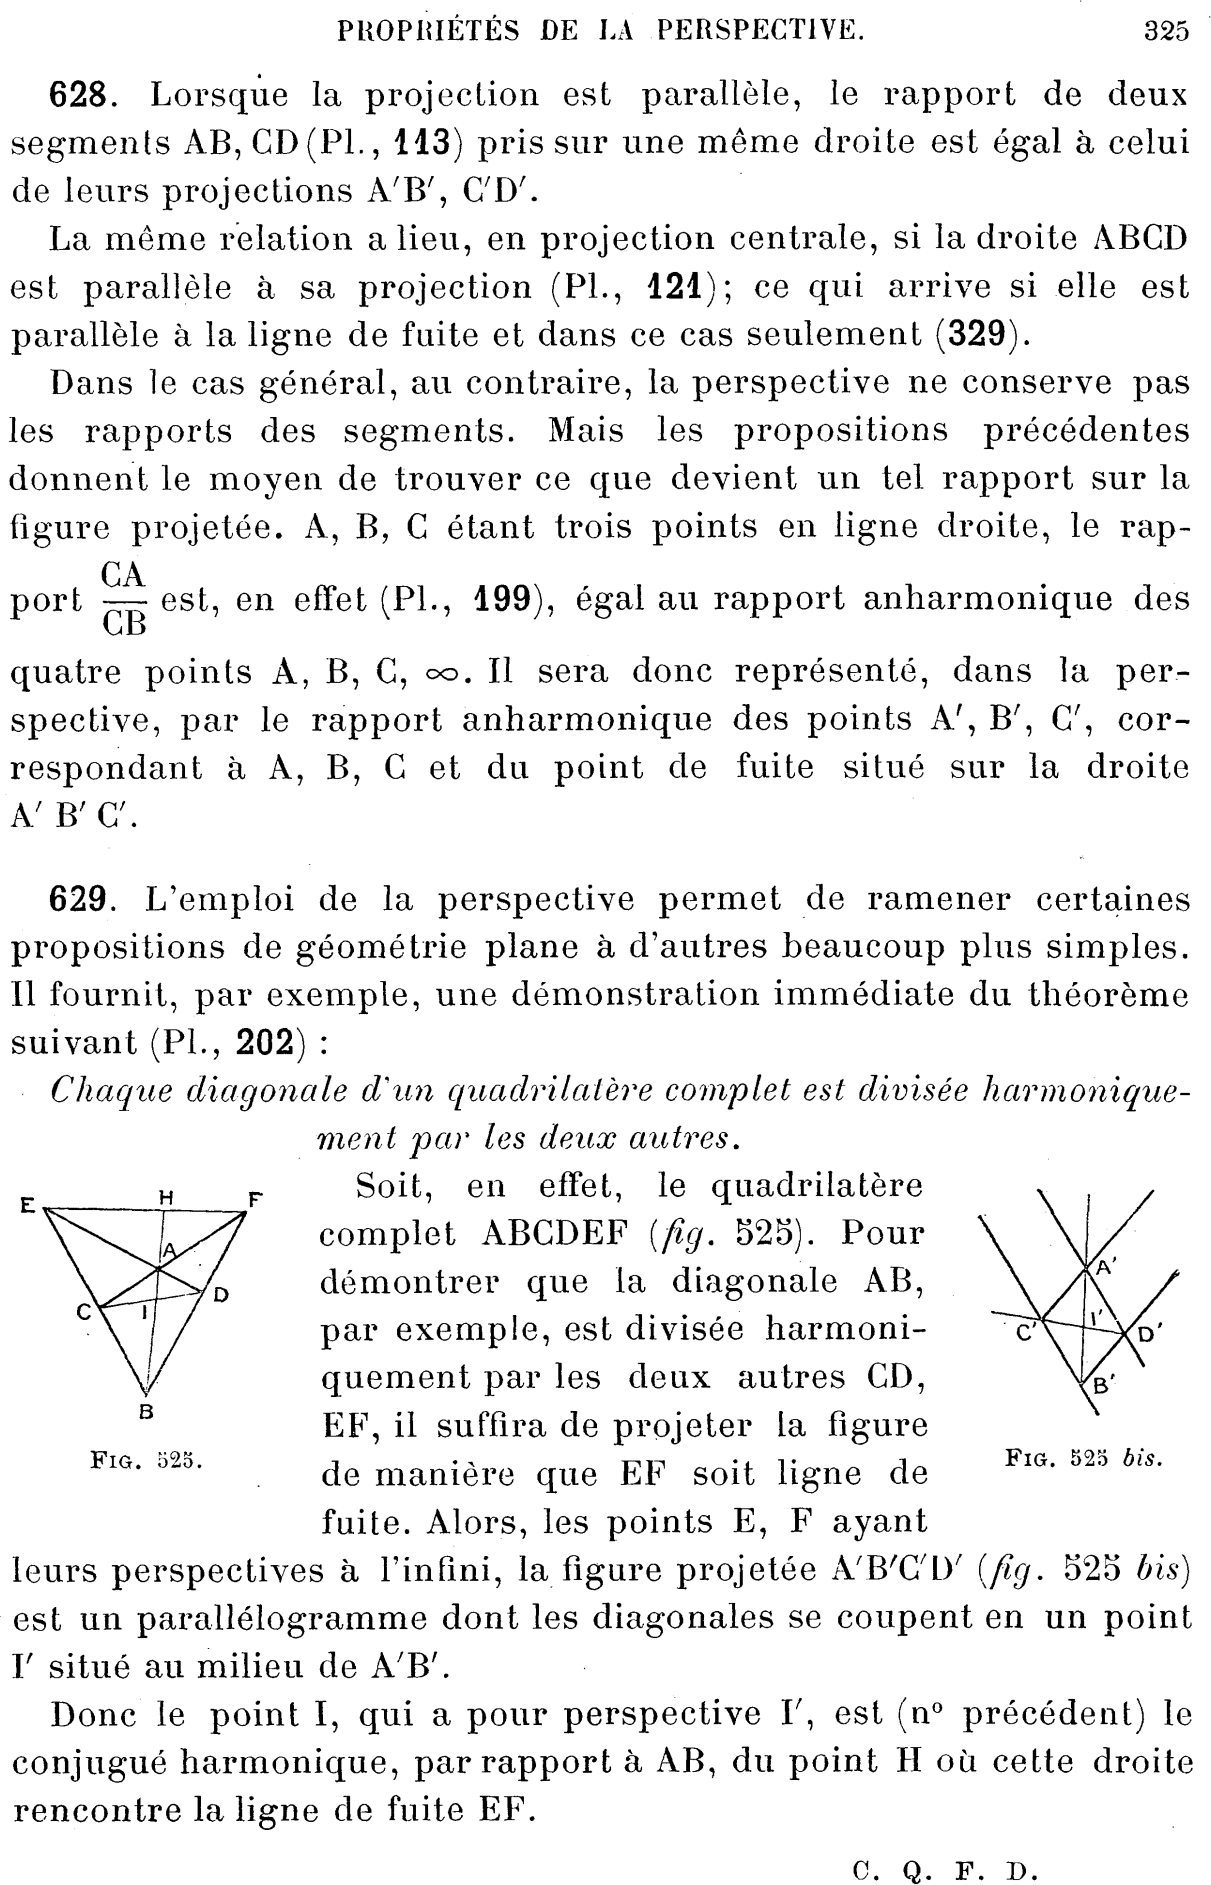 PROPRIÉTÉS DE LA PERSPECTIVE. 325
628. Lorsque la projection est parallèle, le rapport de deux
segments AB, CD (Pl., 113) pris sur une même droite est égal à celui
de leurs projections A′B′, C′D′.
La même relation a lieu, en projection centrale, si la droite ABCD
est parallèle à sa projection (Pl., 121); ce qui arrive si elle est
parallèle à la ligne de fuite et dans ce cas seulement (329).
Dans le cas général, au contraire, la perspective ne conserve pas
les rapports des segments. Mais les propositions précédentes
donnent le moyen de trouver ce que devient un tel rapport sur la
figure projetée. A, B, C étant trois points en ligne droite, le rap-
port CA/CB est, en effet (Pl., 199), égal au rapport anharmonique des
quatre points A, B, C, ∞. Il sera donc représenté, dans la per-
spective, par le rapport anharmonique des points A′, B′, C′, cor-
respondant à A, B, C et du point de fuite situé sur la droite
A′ B′ C′.
629. L'emploi de la perspective permet de ramener certaines
propositions de géométrie plane à d'autres beaucoup plus simples.
Il fournit, par exemple, une démonstration immédiate du théorème
suivant (Pl., 202) :
Chaque diagonale d'un quadrilatère complet est divisée harmonique-
ment par les deux autres.
E H F
A
C I D
B
FIG. 525.
Soit, en effet, le quadrilatère
complet ABCDEF (fig. 525). Pour
démontrer que la diagonale AB,
par exemple, est divisée harmoni-
quement par les deux autres CD,
EF, il suffira de projeter la figure
de manière que EF soit ligne de
fuite. Alors, les points E, F ayant
A′
C′ I′ D′
B′
FIG. 525 bis.
leurs perspectives à l'infini, la figure projetée A′B′C′D′ (fig. 525 bis)
est un parallélogramme dont les diagonales se coupent en un point
I′ situé au milieu de A′B′.
Donc le point I, qui a pour perspective I′, est (nº précédent) le
conjugué harmonique, par rapport à AB, du point H où cette droite
rencontre la ligne de fuite EF.
C. Q. F. D.